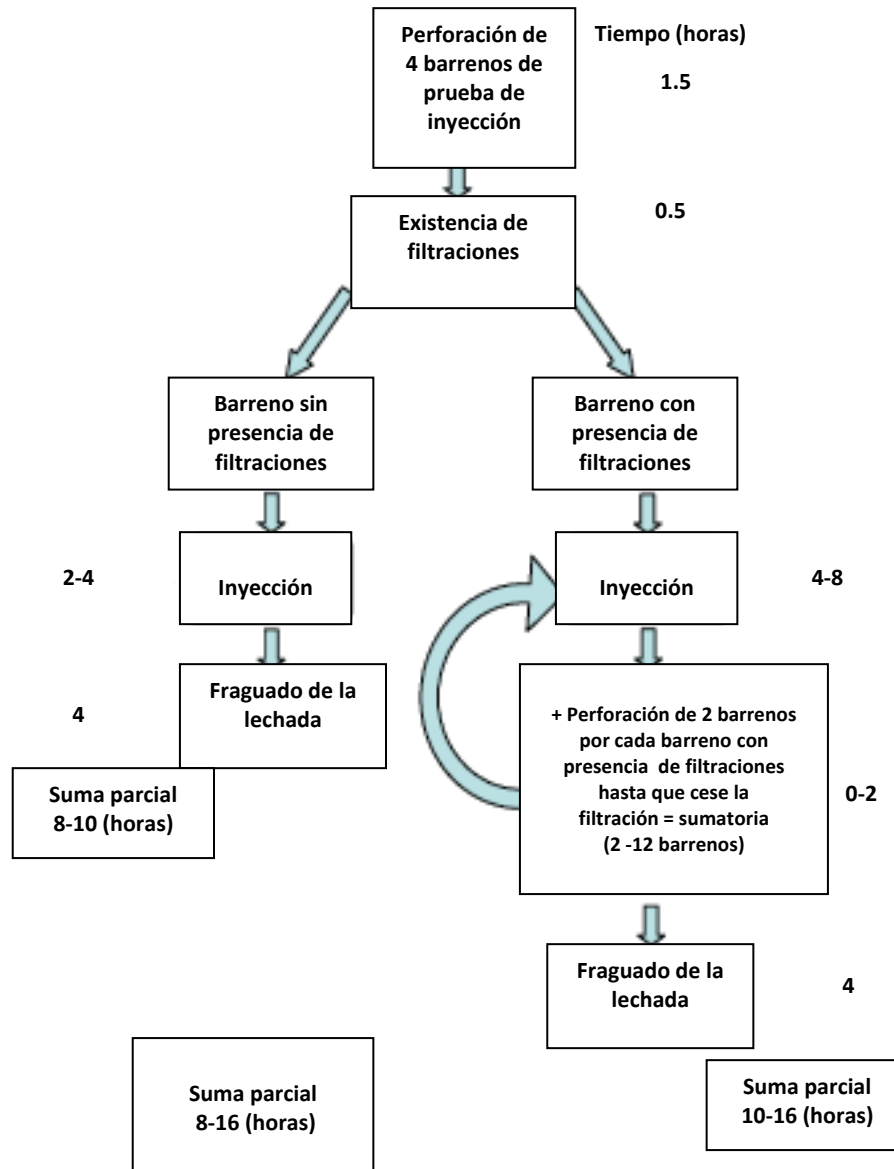 Perforación de
4 barrenos de
prueba de
inyección
Tiempo (horas)
1.5
Existencia de
filtraciones
0.5
Barreno sin
presencia de
filtraciones
Barreno con
presencia de
filtraciones
2-4
Inyección
Inyección
4-8
4
Fraguado de la
lechada
Suma parcial
8-10 (horas)
+ Perforación de 2 barrenos
por cada barreno con
presencia de filtraciones
hasta que cese la
filtración = sumatoria
(2 -12 barrenos)
0-2
Fraguado de la
lechada
4
Suma parcial
8-16 (horas)
Suma parcial
10-16 (horas)